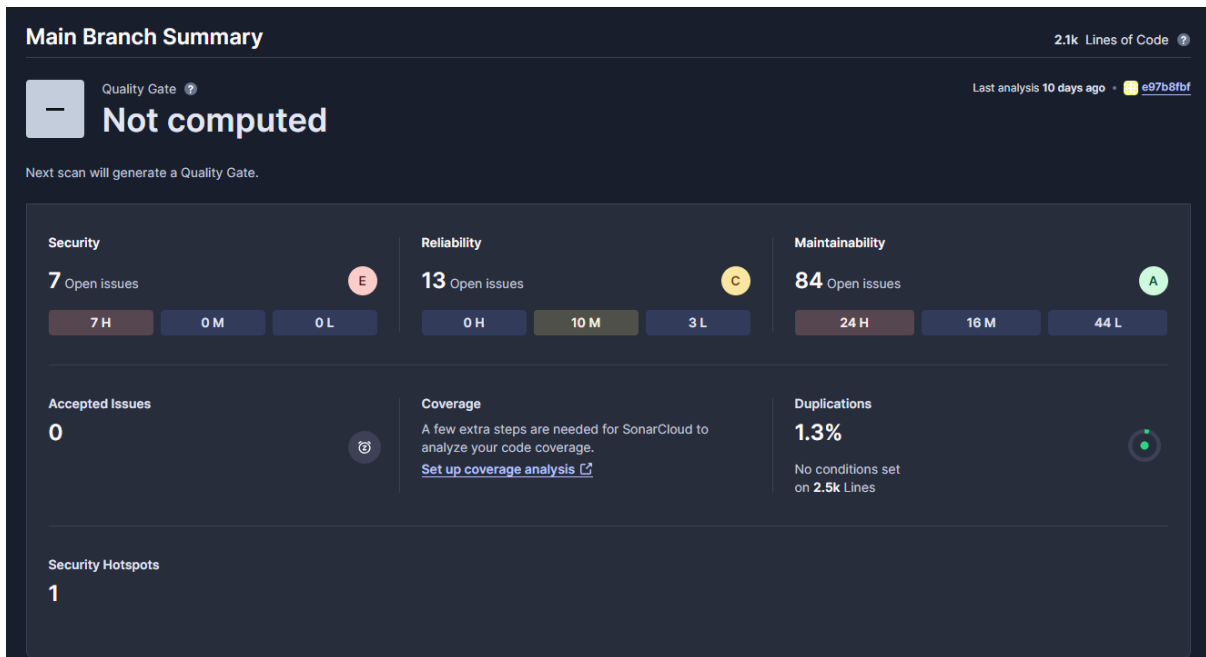 Main Branch Summary
2.1k Lines of Code ?
Quality Gate ?
Not computed
Last analysis 10 days ago • e97b8fbf
Next scan will generate a Quality Gate.
Security
7 Open issues
E
7 H 0 M 0 L
Reliability
13 Open issues
C
0 H 10 M 3 L
Maintainability
84 Open issues
A
24 H 16 M 44 L
Accepted Issues
0
Coverage
A few extra steps are needed for SonarCloud to
analyze your code coverage.
Set up coverage analysis
Duplications
1.3%
No conditions set
on 2.5k Lines
Security Hotspots
1